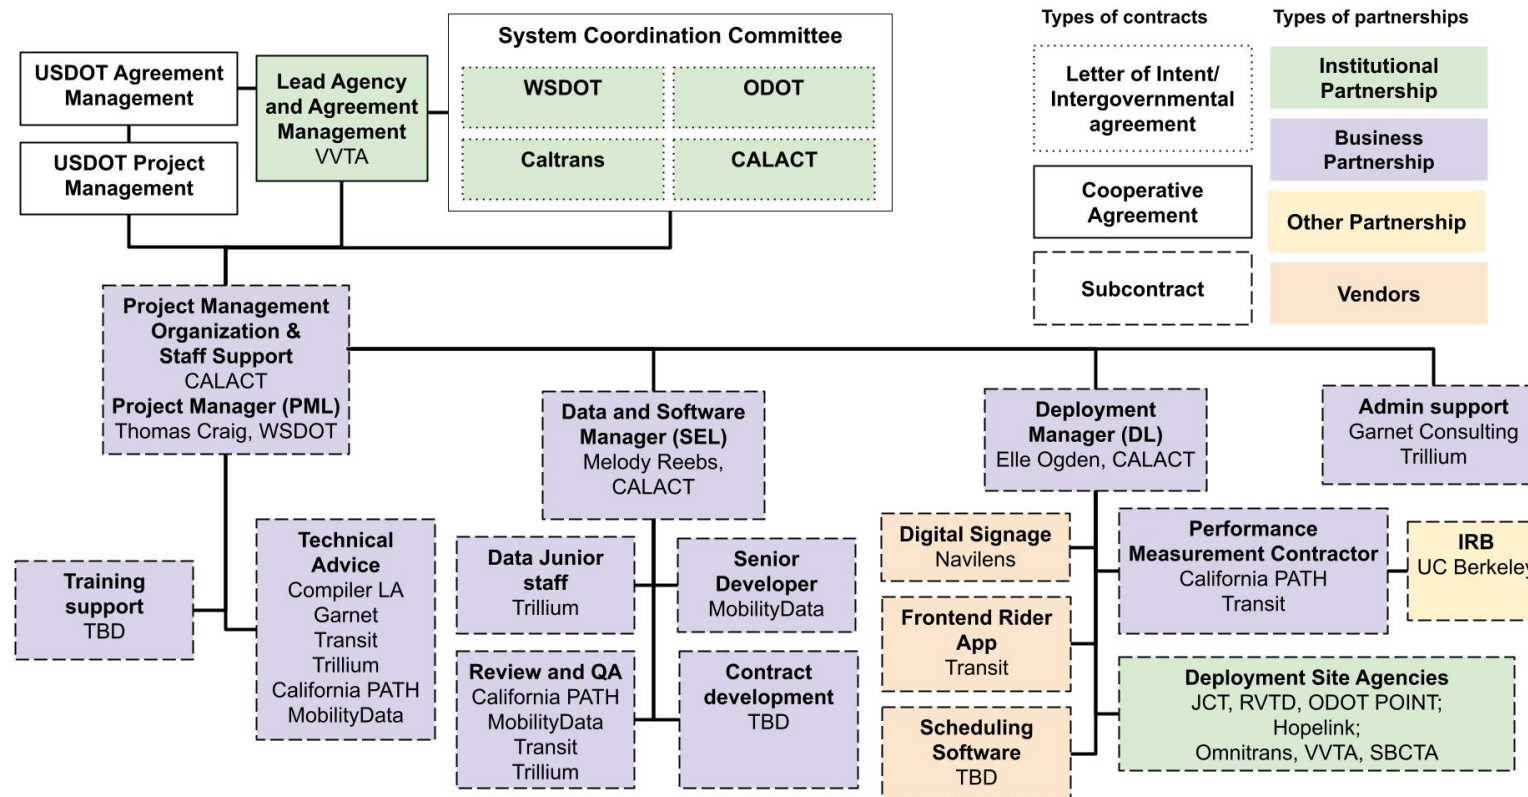 USDOT Agreement
Management
USDOT Project
Management
Lead Agency
and Agreement
Management
VVTA
System Coordination Committee
WSDOT
ODOT
Caltrans
CALACT
Types of contracts
Letter of Intent/
Intergovernmental
agreement
Cooperative
Agreement
Subcontract
Types of partnerships
Institutional
Partnership
Business
Partnership
Other Partnership
Vendors
Project Management
Organization &
Staff Support
CALACT
Project Manager (PML)
Thomas Craig, WSDOT
Data and Software
Manager (SEL)
Melody Reebs,
CALACT
Deployment
Manager (DL)
Elle Ogden, CALACT
Admin support
Garnet Consulting
Trillium
Training
support
TBD
Technical
Advice
Compiler LA
Garnet
Transit
Trillium
California PATH
MobilityData
Data Junior
staff
Trillium
Senior
Developer
MobilityData
Review and QA
California PATH
MobilityData
Transit
Trillium
Contract
development
TBD
Digital Signage
Navilens
Frontend Rider
App
Transit
Scheduling
Software
TBD
Performance
Measurement Contractor
California PATH
Transit
IRB
UC Berkeley
Deployment Site Agencies
JCT, RVTD, ODOT POINT;
Hopelink;
Omnitrans, VVTA, SBCTA